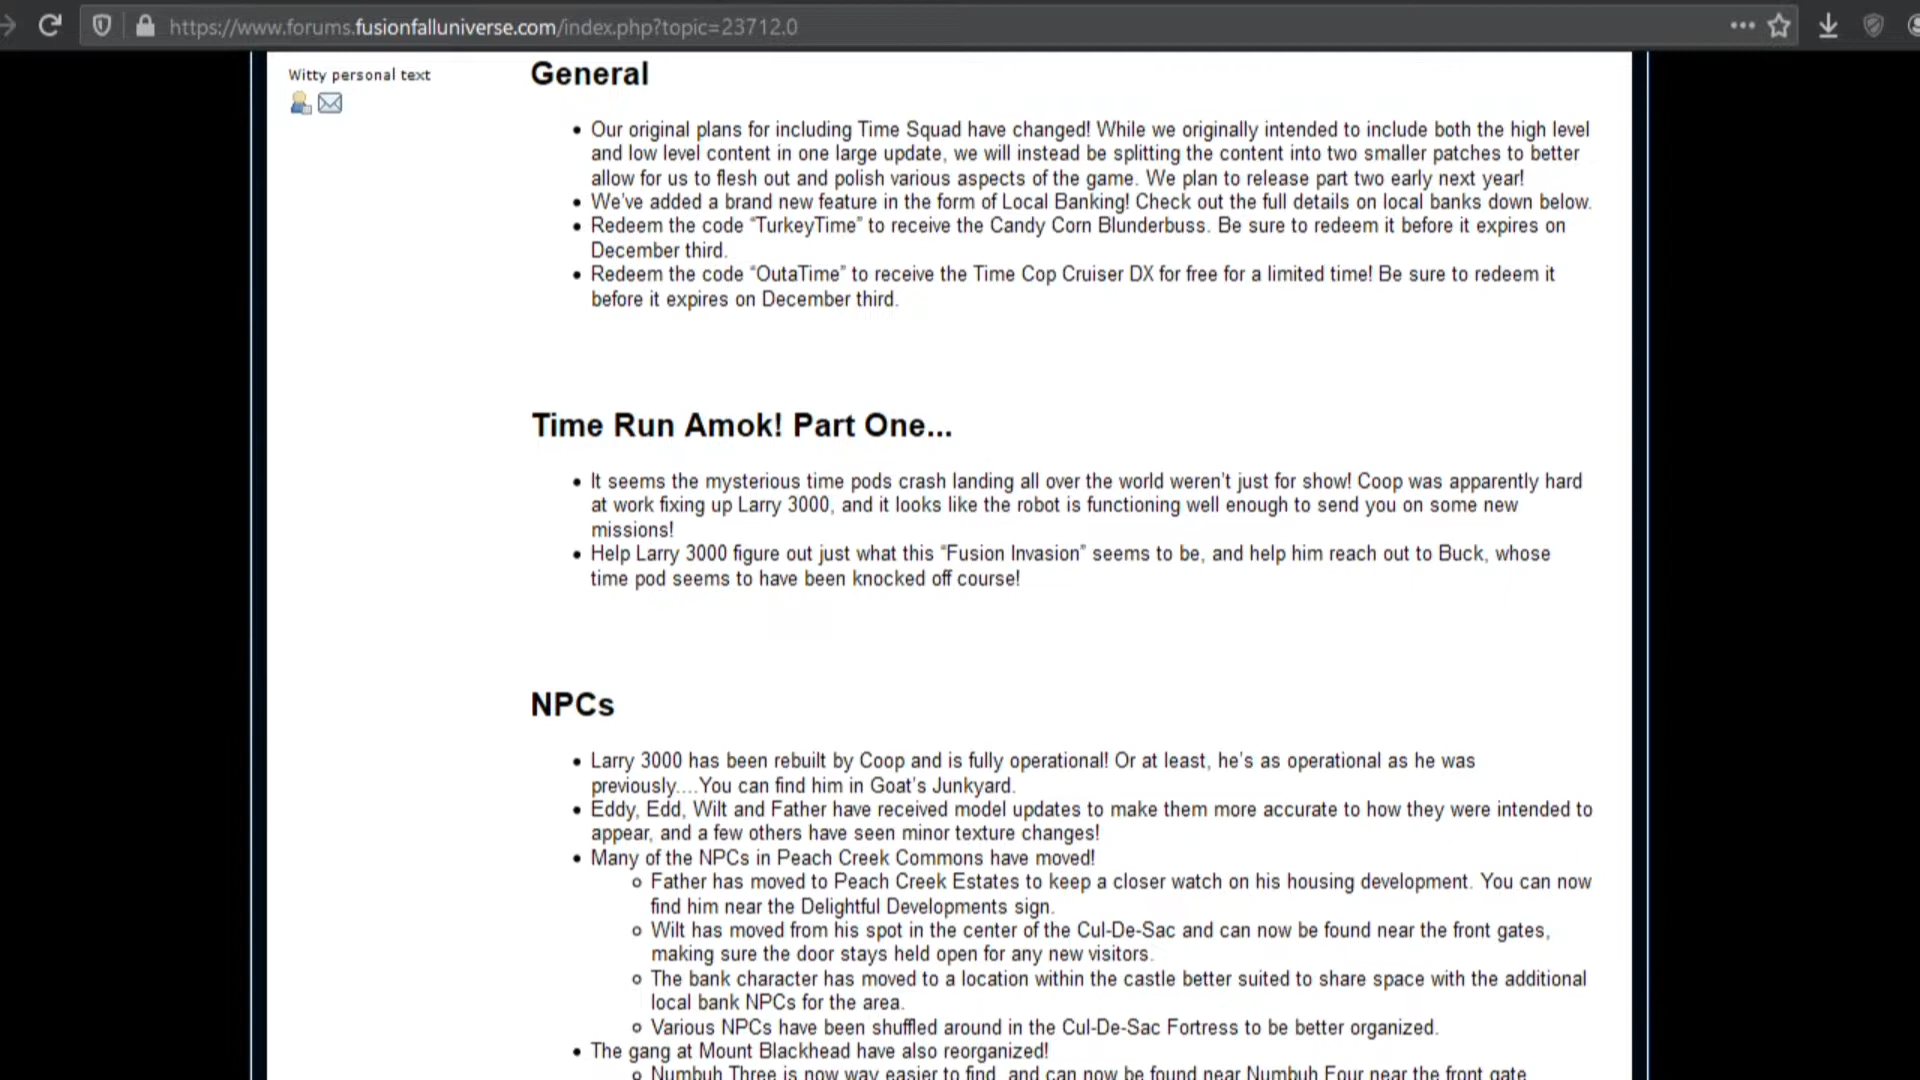 https://www.forums.fusionfalluniverse.com/index.php?topic=23712.0
Witty personal text
General
Our original plans for including Time Squad have changed! While we originally intended to include both the high level
and low level content in one large update, we will instead be splitting the content into two smaller patches to better
allow for us to flesh out and polish various aspects of the game. We plan to release part two early next year!
We've added a brand new feature in the form of Local Banking! Check out the full details on local banks down below.
Redeem the code “TurkeyTime” to receive the Candy Corn Blunderbuss. Be sure to redeem it before it expires on
December third.
Redeem the code “OutaTime” to receive the Time Cop Cruiser DX for free for a limited time! Be sure to redeem it
before it expires on December third.
Time Run Amok! Part One...
It seems the mysterious time pods crash landing all over the world weren't just for show! Coop was apparently hard
at work fixing up Larry 3000, and it looks like the robot is functioning well enough to send you on some new
missions!
Help Larry 3000 figure out just what this “Fusion Invasion” seems to be, and help him reach out to Buck, whose
time pod seems to have been knocked off course!
NPCs
Larry 3000 has been rebuilt by Coop and is fully operational! Or at least, he's as operational as he was
previously....You can find him in Goat's Junkyard.
Eddy, Edd, Wilt and Father have received model updates to make them more accurate to how they were intended to
appear, and a few others have seen minor texture changes!
Many of the NPCs in Peach Creek Commons have moved!
Father has moved to Peach Creek Estates to keep a closer watch on his housing development. You can now
find him near the Delightful Developments sign.
Wilt has moved from his spot in the center of the Cul-De-Sac and can now be found near the front gates,
making sure the door stays held open for any new visitors.
The bank character has moved to a location within the castle better suited to share space with the additional
local bank NPCs for the area.
Various NPCs have been shuffled around in the Cul-De-Sac Fortress to be better organized.
The gang at Mount Blackhead have also reorganized!
Numbuh Three is now way easier to find, and can now be found near Numbuh Four near the front gate